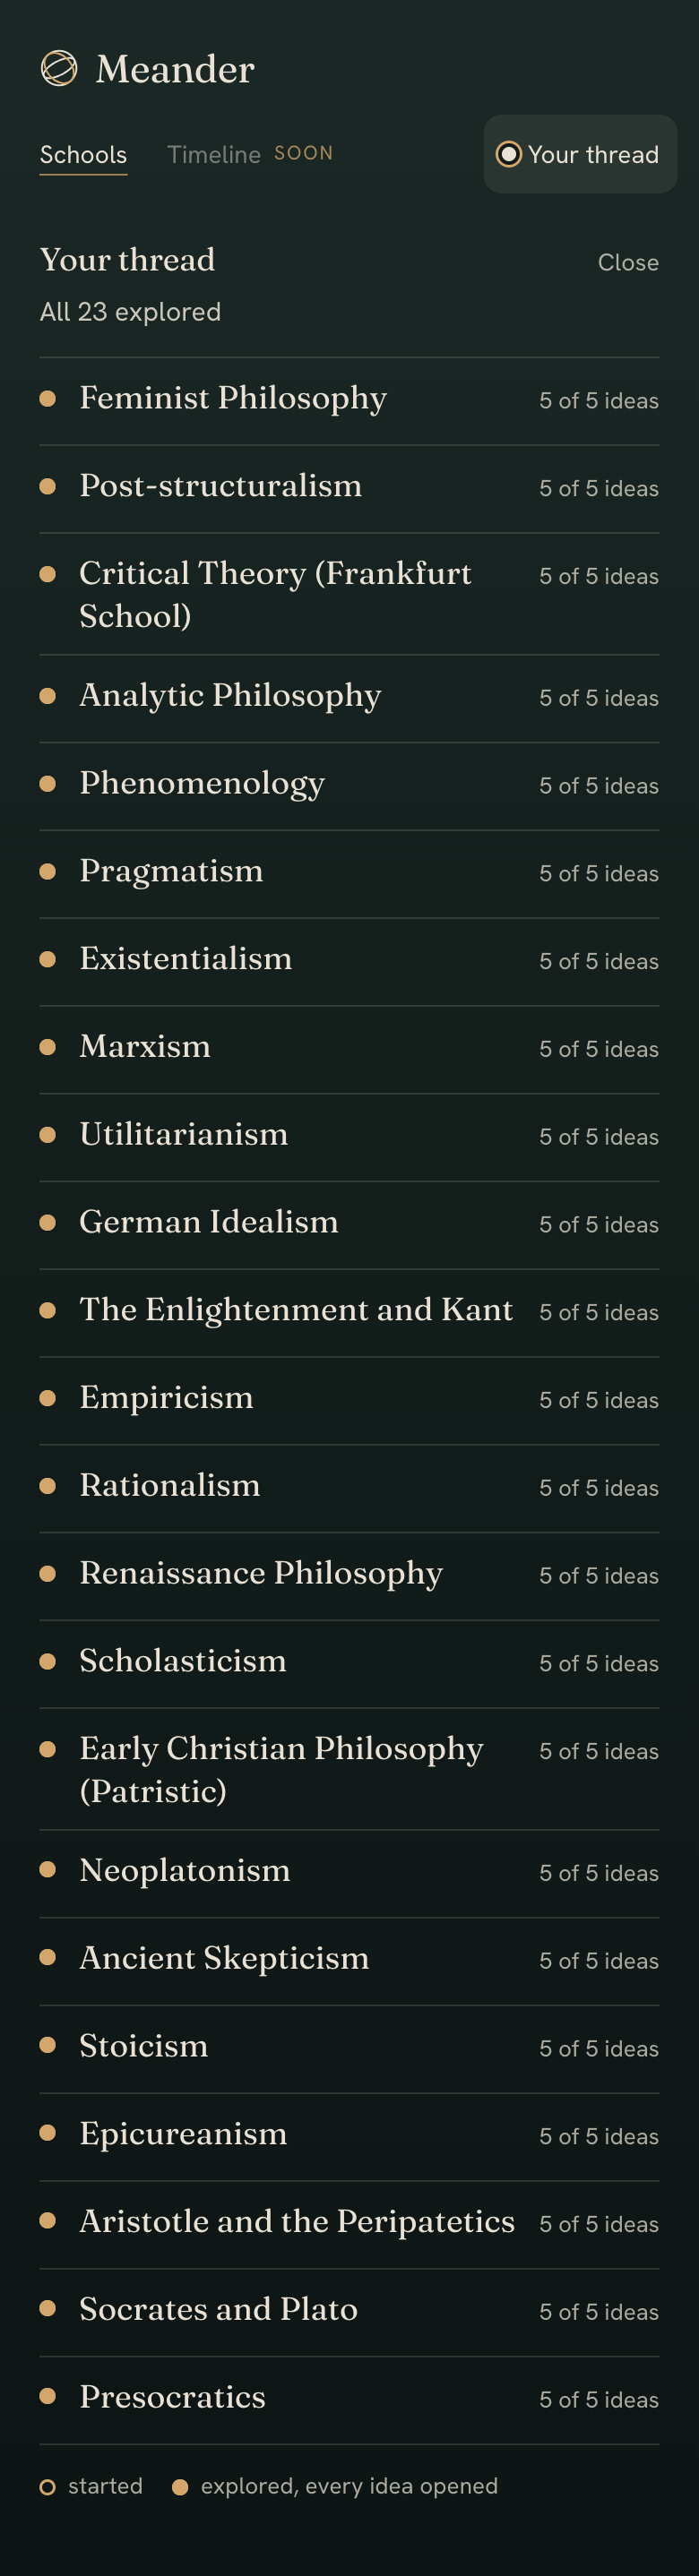 Meander
Schools Timeline SOON Your thread
Your thread Close
All 23 explored
Feminist Philosophy 5 of 5 ideas
Post-structuralism 5 of 5 ideas
Critical Theory (Frankfurt 5 of 5 ideas
School)
Analytic Philosophy 5 of 5 ideas
Phenomenology 5 of 5 ideas
Pragmatism 5 of 5 ideas
Existentialism 5 of 5 ideas
Marxism 5 of 5 ideas
Utilitarianism 5 of 5 ideas
German Idealism 5 of 5 ideas
The Enlightenment and Kant 5 of 5 ideas
Empiricism 5 of 5 ideas
Rationalism 5 of 5 ideas
Renaissance Philosophy 5 of 5 ideas
Scholasticism 5 of 5 ideas
Early Christian Philosophy 5 of 5 ideas
(Patristic)
Neoplatonism 5 of 5 ideas
Ancient Skepticism 5 of 5 ideas
Stoicism 5 of 5 ideas
Epicureanism 5 of 5 ideas
Aristotle and the Peripatetics 5 of 5 ideas
Socrates and Plato 5 of 5 ideas
Presocratics 5 of 5 ideas
started explored, every idea opened